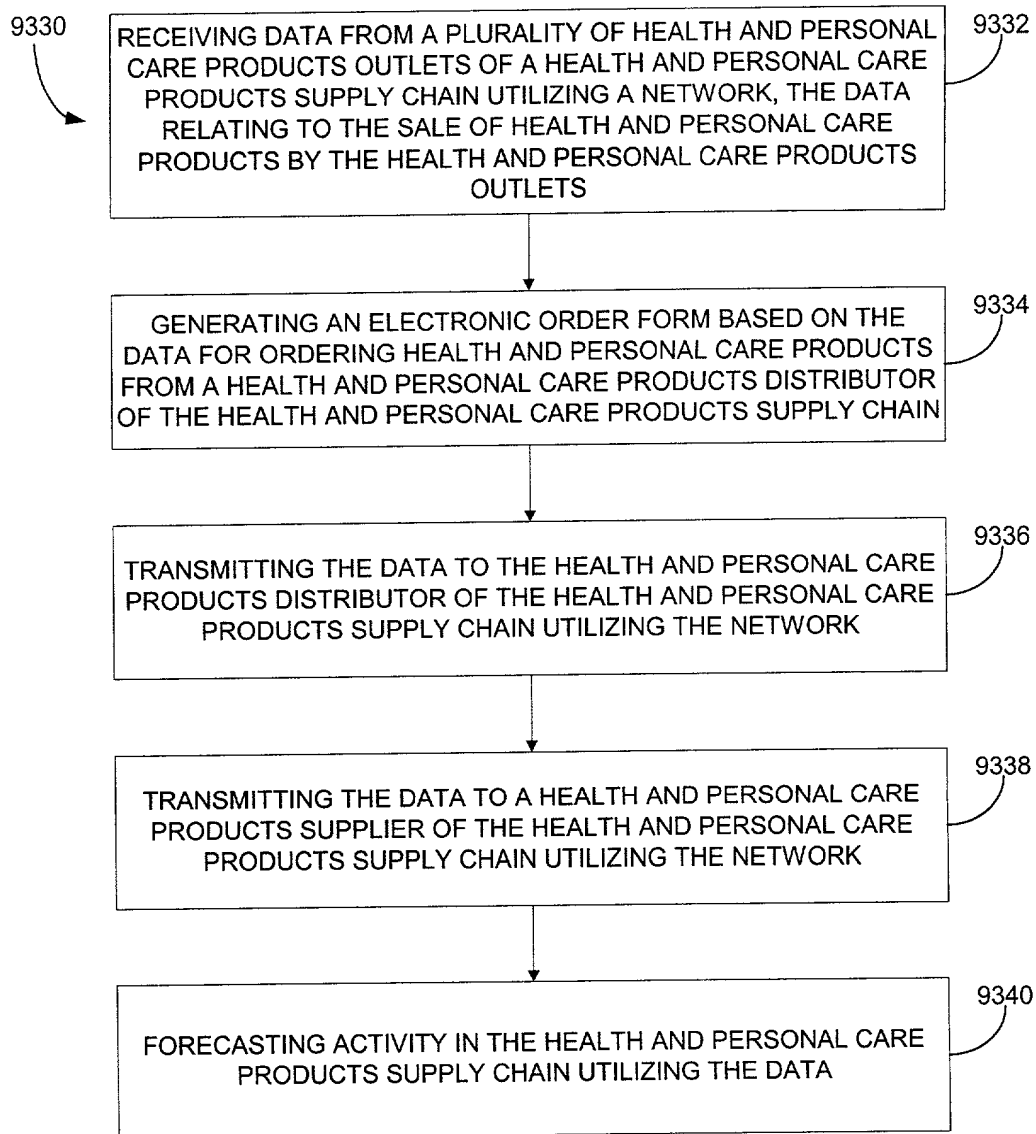 9330
RECEIVING DATA FROM A PLURALITY OF HEALTH AND PERSONAL
CARE PRODUCTS OUTLETS OF A HEALTH AND PERSONAL CARE
PRODUCTS SUPPLY CHAIN UTILIZING A NETWORK, THE DATA
RELATING TO THE SALE OF HEALTH AND PERSONAL CARE
PRODUCTS BY THE HEALTH AND PERSONAL CARE PRODUCTS
OUTLETS
9332
GENERATING AN ELECTRONIC ORDER FORM BASED ON THE
DATA FOR ORDERING HEALTH AND PERSONAL CARE PRODUCTS
FROM A HEALTH AND PERSONAL CARE PRODUCTS DISTRIBUTOR
OF THE HEALTH AND PERSONAL CARE PRODUCTS SUPPLY CHAIN
9334
TRANSMITTING THE DATA TO THE HEALTH AND PERSONAL CARE
PRODUCTS DISTRIBUTOR OF THE HEALTH AND PERSONAL CARE
PRODUCTS SUPPLY CHAIN UTILIZING THE NETWORK
9336
TRANSMITTING THE DATA TO A HEALTH AND PERSONAL CARE
PRODUCTS SUPPLIER OF THE HEALTH AND PERSONAL CARE
PRODUCTS SUPPLY CHAIN UTILIZING THE NETWORK
9338
FORECASTING ACTIVITY IN THE HEALTH AND PERSONAL CARE
PRODUCTS SUPPLY CHAIN UTILIZING THE DATA
9340